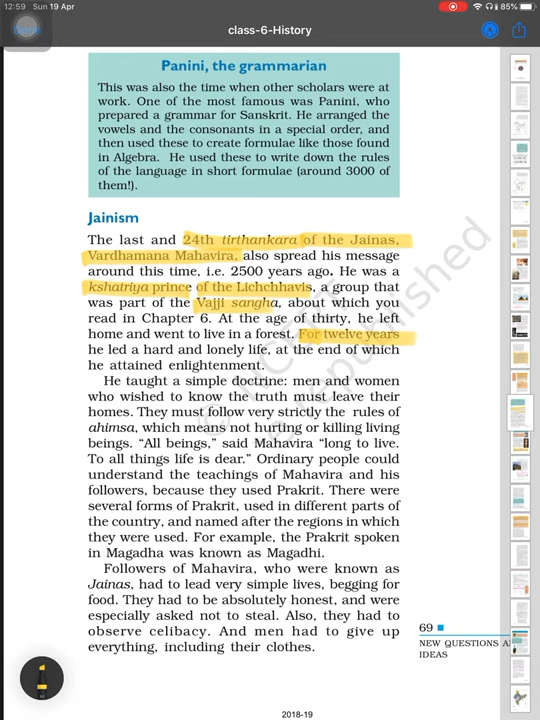 12:59 Sun 19 Apr
85%
Done
class-6-History
Panini, the grammarian
This was also the time when other scholars were at
work. One of the most famous was Panini, who
prepared a grammar for Sanskrit. He arranged the
vowels and the consonants in a special order, and
then used these to create formulae like those found
in Algebra. He used these to write down the rules
of the language in short formulae (around 3000 of
them!).
Jainism
The last and 24th tirthankara of the Jainas,
Vardhamana Mahavira, also spread his message
around this time, i.e. 2500 years ago. He was a
kshatriya prince of the Lichchhavis, a group that
was part of the Vajji sangha, about which you
read in Chapter 6. At the age of thirty, he left
home and went to live in a forest. For twelve years
he led a hard and lonely life, at the end of which
he attained enlightenment.
He taught a simple doctrine: men and women
who wished to know the truth must leave their
homes. They must follow very strictly the rules of
ahimsa, which means not hurting or killing living
beings. “All beings,” said Mahavira “long to live.
To all things life is dear.” Ordinary people could
understand the teachings of Mahavira and his
followers, because they used Prakrit. There were
several forms of Prakrit, used in different parts of
the country, and named after the regions in which
they were used. For example, the Prakrit spoken
in Magadha was known as Magadhi.
Followers of Mahavira, who were known as
Jainas, had to lead very simple lives, begging for
food. They had to be absolutely honest, and were
especially asked not to steal. Also, they had to
observe celibacy. And men had to give up
everything, including their clothes.
69
NEW QUESTIONS A
IDEAS
2018-19
republished